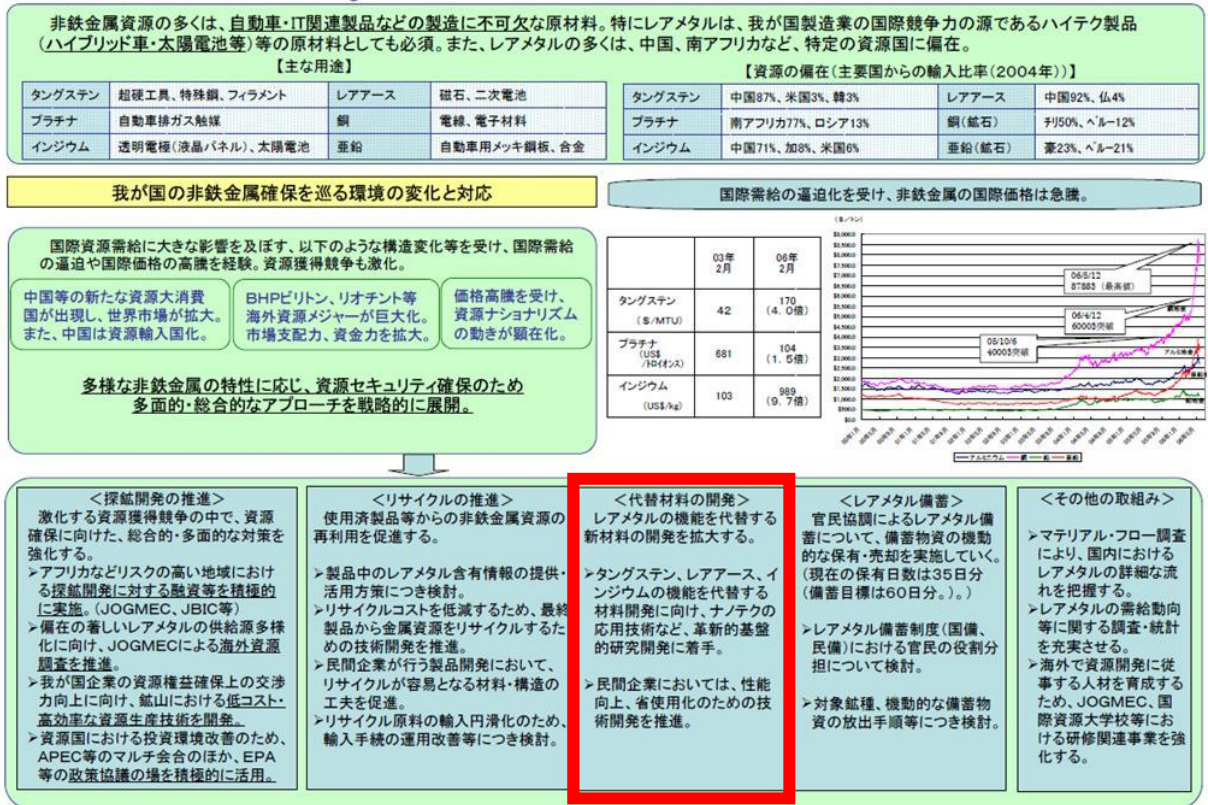 非鉄金属資源の多くは、自動車・IT関連製品などの製造に不可欠な原材料。特にレアメタルは、我が国製造業の国際競争力の源であるハイテク製品
(ハイブリッド車・太陽電池等)等の原材料としても必須。また、レアメタルの多くは、中国、南アフリカなど、特定の資源国に偏在。
【主な用途】
タングステン 超硬工具、特殊鋼、フィラメント レアアース 磁石、二次電池
プラチナ 自動車排ガス触媒 銅 電線、電子材料
インジウム 透明電極(液晶パネル)、太陽電池 亜鉛 自動車用メッキ鋼板、合金
【資源の偏在(主要国からの輸入比率(2004年))】
タングステン 中国87%、米国3%、韓3% レアアース 中国92%、仏4%
プラチナ 南アフリカ77%、ロシア13% 銅(鉱石) チリ50%、ペルー12%
インジウム 中国71%、加8%、米国6% 亜鉛(鉱石) 豪23%、ペルー21%
我が国の非鉄金属確保を巡る環境の変化と対応
国際資源需給に大きな影響を及ぼす、以下のような構造変化等を受け、国際需給
の逼迫や国際価格の高騰を経験。資源獲得競争も激化。
中国等の新たな資源大消費
国が出現し、世界市場が拡大。
また、中国は資源輸入国化。
BHPビリトン、リオチント等
海外資源メジャーが巨大化。
市場支配力、資金力を拡大。
価格高騰を受け、
資源ナショナリズム
の動きが顕在化。
多様な非鉄金属の特性に応じ、資源セキュリティ確保のため
多面的・総合的なアプローチを戦略的に展開。
国際需給の逼迫化を受け、非鉄金属の国際価格は急騰。
03年
2月
06年
2月
タングステン
($/MTU)
42
170
(4.0倍)
プラチナ
(US$
/トロイオンス)
681
104
(1.5倍)
インジウム
(US$/kg)
103
989
(9.7倍)
($/トン)
06/5/12
8788$(最高値)
06/4/12
6000$突破
05/10/6
4000$突破
アルミニウム 銅 鉛 亜鉛
<探鉱開発の推進>
激化する資源獲得競争の中で、資源
確保に向けた、総合的・多面的な対策を
強化する。
➢アフリカなどリスクの高い地域におけ
る探鉱開発に対する融資等を積極的
に実施。(JOGMEC、JBIC等)
➢偏在の著しいレアメタルの供給源多様
化に向け、JOGMECによる海外資源
調査を推進。
➢我が国企業の資源権益確保上の交渉
力向上に向け、鉱山における低コスト・
高効率な資源生産技術を開発。
➢資源国における投資環境改善のため、
APEC等のマルチ会合のほか、EPA
等の政策協議の場を積極的に活用。
<リサイクルの推進>
使用済製品等からの非鉄金属資源の
再利用を促進する。
➢製品中のレアメタル含有情報の提供・
活用方策につき検討。
➢リサイクルコストを低減するため、最終
製品から金属資源をリサイクルするた
めの技術開発を推進。
➢民間企業が行う製品開発において、
リサイクルが容易となる材料・構造の
工夫を促進。
➢リサイクル原料の輸入円滑化のため、
輸入手続の運用改善等につき検討。
<代替材料の開発>
レアメタルの機能を代替する
新材料の開発を拡大する。
➢タングステン、レアアース、イ
ンジウムの機能を代替する
材料開発に向け、ナノテクの
応用技術など、革新的基盤
的研究開発に着手。
➢民間企業においては、性能
向上、省使用化のための技
術開発を推進。
<レアメタル備蓄>
官民協調によるレアメタル備
蓄について、備蓄物資の機動
的な保有・売却を実施していく。
(現在の保有日数は35日分
(備蓄目標は60日分。)。)
➢レアメタル備蓄制度(国備、
民備)における官民の役割分
担について検討。
➢対象鉱種、機動的な備蓄物
資の放出手順等につき検討。
<その他の取組み>
➢マテリアル・フロー調査
により、国内における
レアメタルの詳細な流
れを把握する。
➢レアメタルの需給動向
等に関する調査・統計
を充実させる。
➢海外で資源開発に従
事する人材を育成する
ため、JOGMEC、国
際資源大学校等にお
ける研修関連事業を強
化する。